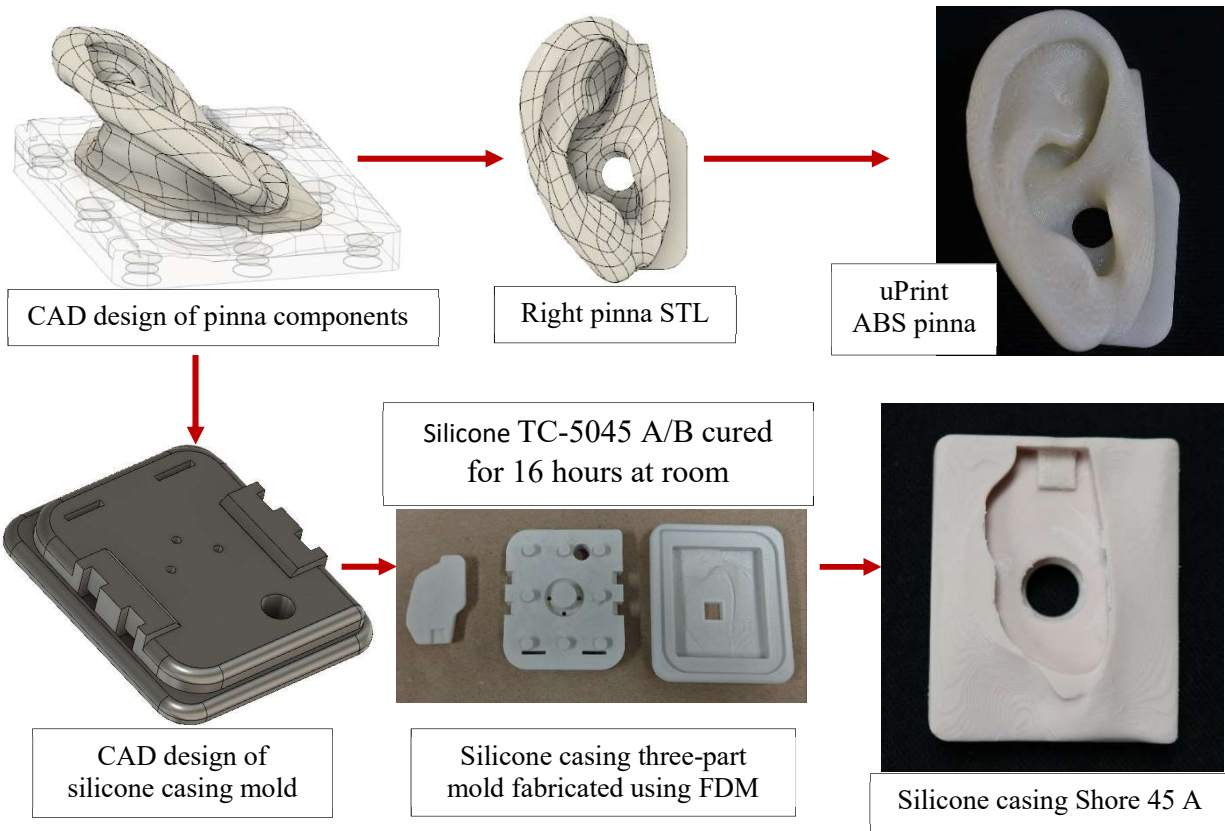 CAD design of pinna components
Right pinna STL
uPrint
ABS pinna
Silicone TC-5045 A/B cured
for 16 hours at room
CAD design of
silicone casing mold
Silicone casing three-part
mold fabricated using FDM
Silicone casing Shore 45 A